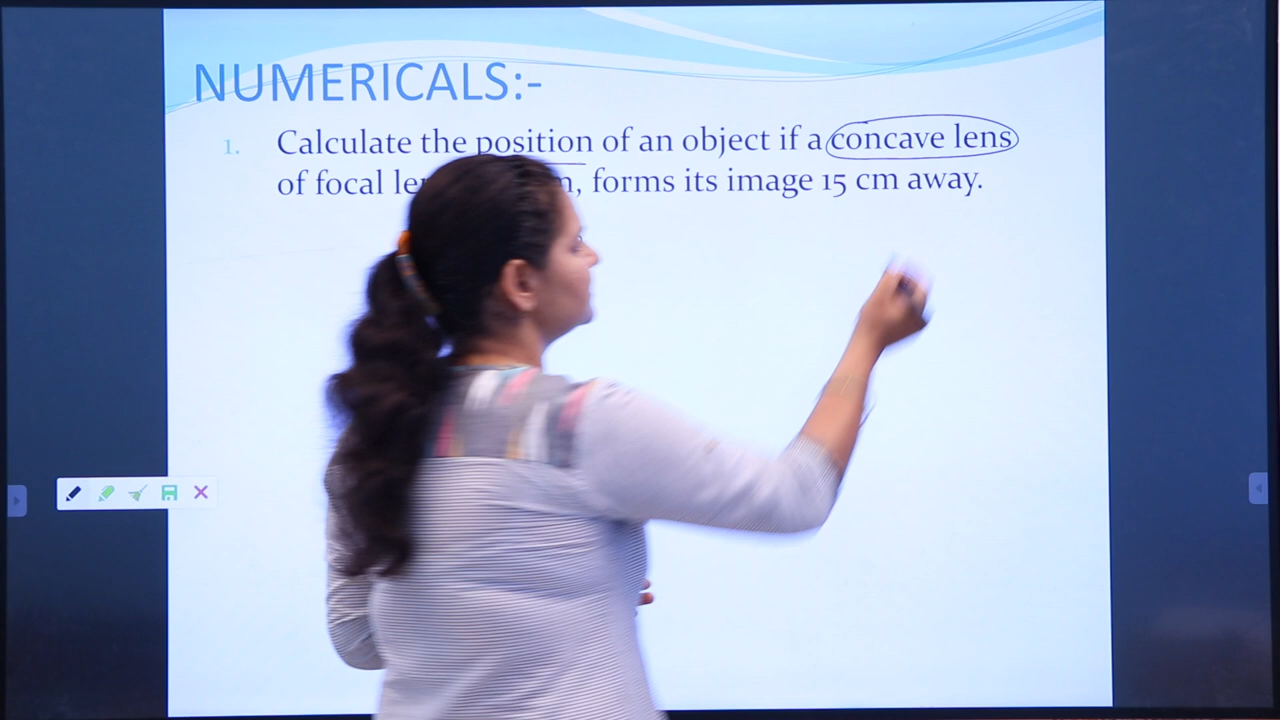 NUMERICALS:-
1. Calculate the position of an object if a concave lens
of focal forms its image 15 cm away.